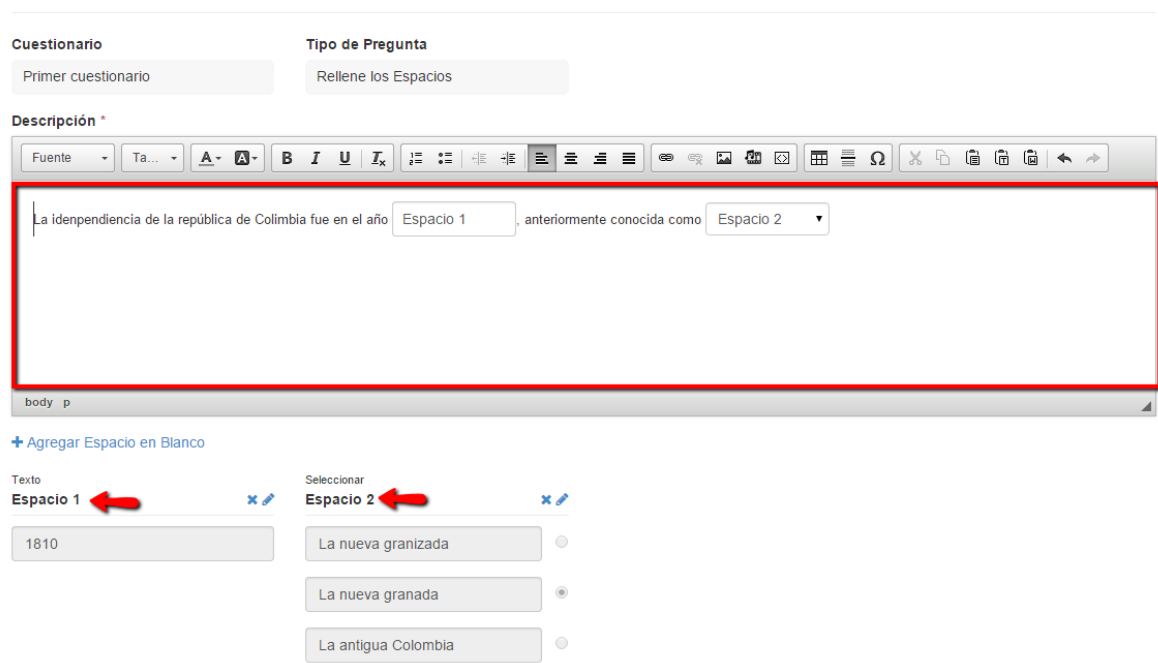 Cuestionario Tipo de Pregunta
Primer cuestionario Rellene los Espacios
Descripción *
Fuente Ta... A A B I U Ix Ω
La idenpendiencia de la república de Colimbia fue en el año Espacio 1 , anteriormente conocida como Espacio 2
body p
+ Agregar Espacio en Blanco
Texto Seleccionar
Espacio 1 Espacio 2
1810 La nueva granizada
La nueva granada
La antigua Colombia